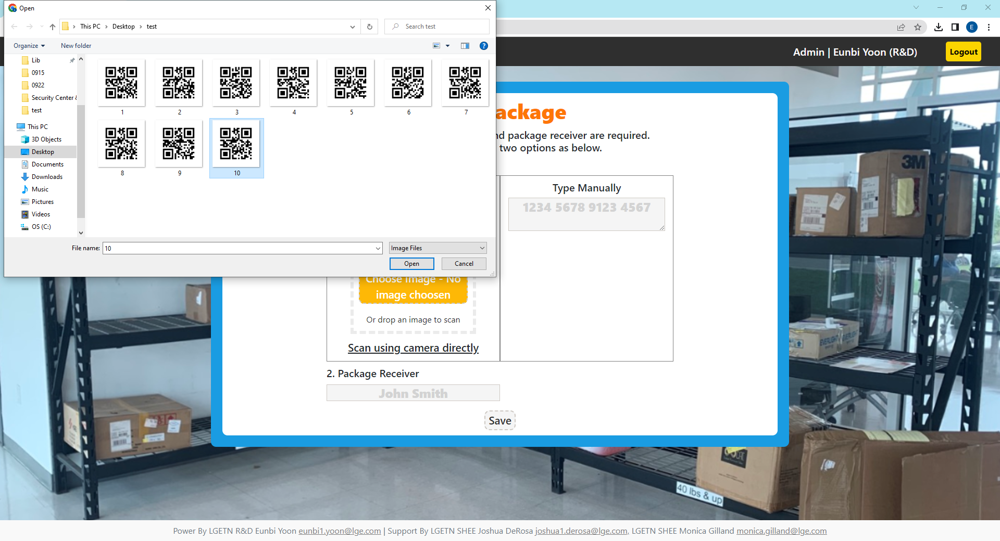 Open
This PC > Desktop > test
Search test
Organize
New folder
Lib
0915
0922
Security Center
test
This PC
3D Objects
Desktop
Documents
Downloads
Music
Pictures
Videos
OS (C:)
1
2
3
4
5
6
7
8
9
10
File name:
10
Image Files
Open
Cancel
E
Admin | Eunbi Yoon (R&D)
Logout
ackage
nd package receiver are required.
two options as below.
Type Manually
1234 5678 9123 4567
Choose Image - No
image choosen
Or drop an image to scan
Scan using camera directly
2. Package Receiver
John Smith
Save
3M
EVERLIGHT
40 lbs & up
Power By LGETN R&D Eunbi Yoon eunbi1.yoon@lge.com | Support By LGETN SHEE Joshua DeRosa joshua1.derosa@lge.com, LGETN SHEE Monica Gilland monica.gilland@lge.com